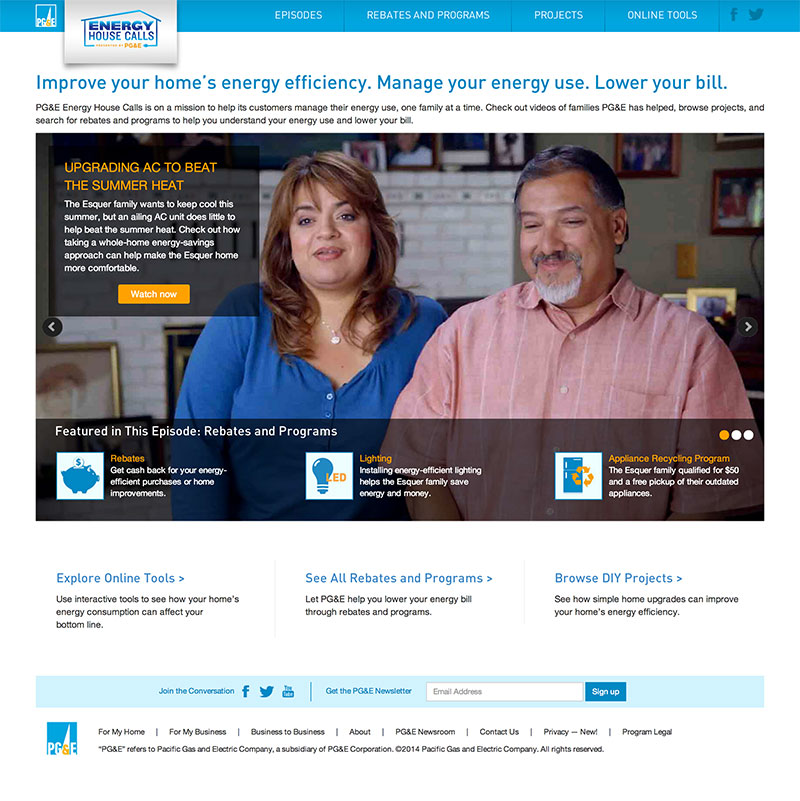 PG&E
ENERGY
HOUSE CALLS
PRESENTED BY PG&E
EPISODES
REBATES AND PROGRAMS
PROJECTS
ONLINE TOOLS
Improve your home's energy efficiency. Manage your energy use. Lower your bill.
PG&E Energy House Calls is on a mission to help its customers manage their energy use, one family at a time. Check out videos of families PG&E has helped, browse projects, and
search for rebates and programs to help you understand your energy use and lower your bill.
UPGRADING AC TO BEAT
THE SUMMER HEAT
The Esquer family wants to keep cool this
summer, but an ailing AC unit does little to
help beat the summer heat. Check out how
taking a whole-home energy-savings
approach can help make the Esquer home
more comfortable.
Watch now
Featured in This Episode: Rebates and Programs
$
Rebates
Get cash back for your energy-
efficient purchases or home
improvements.
LED
Lighting
Installing energy-efficient lighting
helps the Esquer family save
energy and money.
Appliance Recycling Program
The Esquer family qualified for $50
and a free pickup of their outdated
appliances.
Explore Online Tools >
Use interactive tools to see how your home's
energy consumption can affect your
bottom line.
See All Rebates and Programs >
Let PG&E help you lower your energy bill
through rebates and programs.
Browse DIY Projects >
See how simple home upgrades can improve
your home's energy efficiency.
Join the Conversation
You Tube
Get the PG&E Newsletter
Email Address
Sign up
PG&E
For My Home | For My Business | Business to Business | About | PG&E Newsroom | Contact Us | Privacy — New! | Program Legal
"PG&E" refers to Pacific Gas and Electric Company, a subsidiary of PG&E Corporation. ©2014 Pacific Gas and Electric Company. All rights reserved.